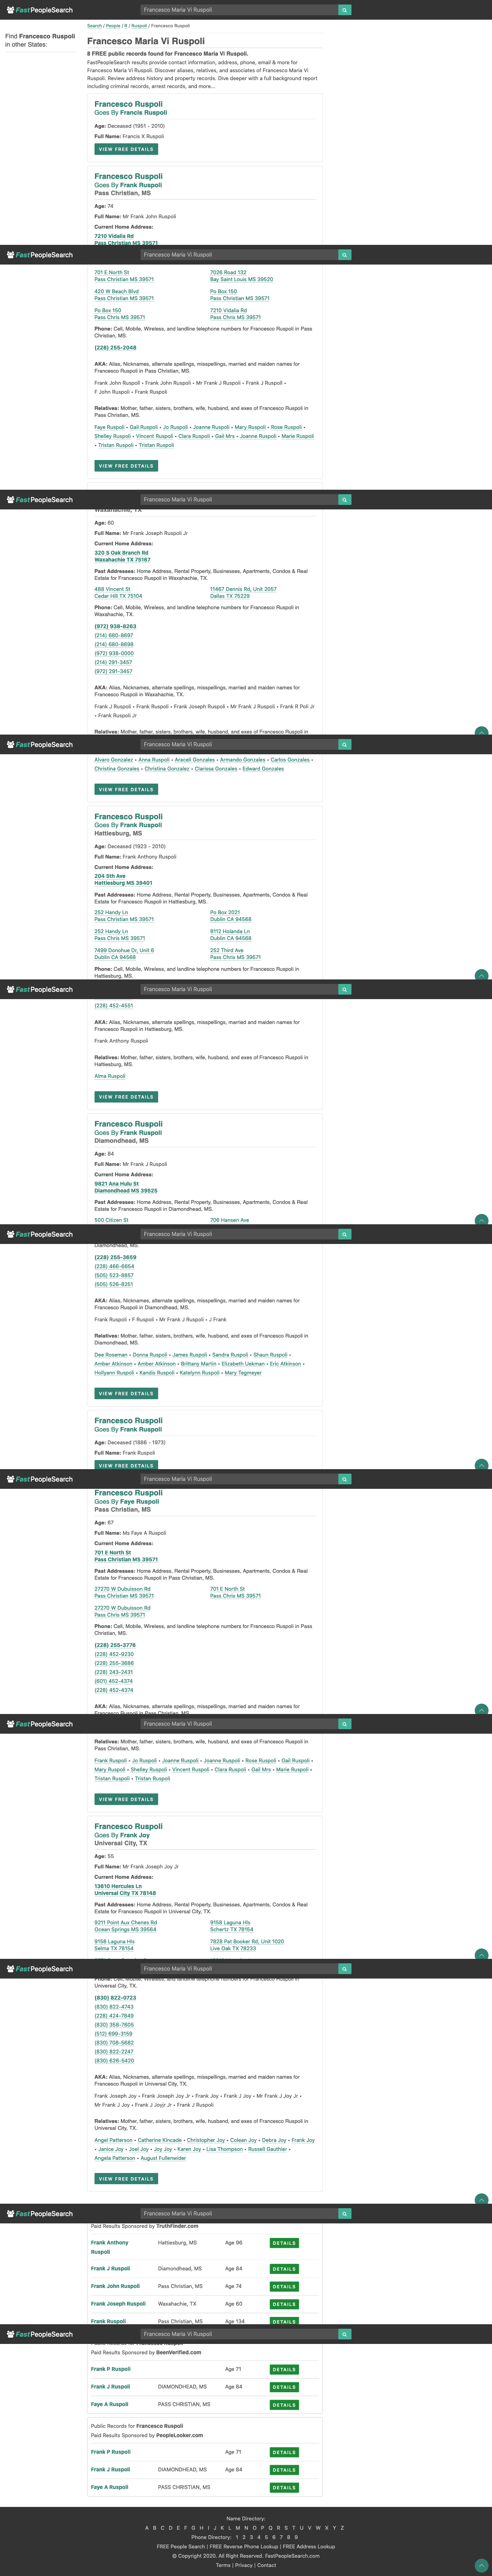 FastPeopleSearch
Francesco Maria Vi Ruspoli
Search / People / R / Ruspoli / Francesco Ruspoli
Find Francesco Ruspoli
in other States:
Francesco Maria Vi Ruspoli
8 FREE public records found for Francesco Maria Vi Ruspoli.
FastPeopleSearch results provide contact information, address, phone, email & more for
Francesco Maria Vi Ruspoli. Discover aliases, relatives, and associates of Francesco Maria Vi
Ruspoli. Review address history and property records. Dive deeper with a full background report
including criminal records, arrest records, and more...
Francesco Ruspoli
Goes By Francis Ruspoli
Age: Deceased (1951 - 2010)
Full Name: Francis X Ruspoli
VIEW FREE DETAILS
Francesco Ruspoli
Goes By Frank Ruspoli
Pass Christian, MS
Age: 74
Full Name: Mr Frank John Ruspoli
Current Home Address:
7210 Vidalia Rd
Pass Christian MS 39571
FastPeopleSearch
Francesco Maria Vi Ruspoli
701 E North St
Pass Christian MS 39571
7026 Road 132
Bay Saint Louis MS 39520
420 W Beach Blvd
Pass Christian MS 39571
Po Box 150
Pass Christian MS 39571
Po Box 150
Pass Chris MS 39571
7210 Vidalia Rd
Pass Chris MS 39571
Phone: Cell, Mobile, Wireless, and landline telephone numbers for Francesco Ruspoli in Pass
Christian, MS.
(228) 255-2048
AKA: Alias, Nicknames, alternate spellings, misspellings, married and maiden names for
Francesco Ruspoli in Pass Christian, MS.
Frank John Ruspoli • Frank John Ruspoli • Mr Frank J Ruspoli • Frank J Ruspoli •
F John Ruspoli • Frank Ruspoli
Relatives: Mother, father, sisters, brothers, wife, husband, and exes of Francesco Ruspoli in
Pass Christian, MS.
Faye Ruspoli • Gail Ruspoli • Jo Ruspoli • Joanne Ruspoli • Mary Ruspoli • Rose Ruspoli •
Shelley Ruspoli • Vincent Ruspoli • Clara Ruspoli • Gail Mrs • Joanne Ruspoli • Marie Ruspoli
• Tristan Ruspoli • Tristan Ruspoli
VIEW FREE DETAILS
FastPeopleSearch
Francesco Maria Vi Ruspoli
Waxahachie, TX
Age: 60
Full Name: Mr Frank Joseph Ruspoli Jr
Current Home Address:
320 S Oak Branch Rd
Waxahachie TX 75167
Past Addresses: Home Address, Rental Property, Businesses, Apartments, Condos & Real
Estate for Francesco Ruspoli in Waxahachie, TX.
488 Vincent St
Cedar Hill TX 75104
11467 Dennis Rd, Unit 2057
Dallas TX 75229
Phone: Cell, Mobile, Wireless, and landline telephone numbers for Francesco Ruspoli in
Waxahachie, TX.
(972) 938-8263
(214) 680-8697
(214) 680-8698
(972) 938-0000
(214) 291-3457
(972) 291-3457
AKA: Alias, Nicknames, alternate spellings, misspellings, married and maiden names for
Francesco Ruspoli in Waxahachie, TX.
Frank J Ruspoli • Frank Ruspoli • Frank Joseph Ruspoli • Mr Frank J Ruspoli • Frank R Poli Jr
• Frank Ruspoli Jr
Relatives: Mother, father, sisters, brothers, wife, husband, and exes of Francesco Ruspoli in
FastPeopleSearch
Francesco Maria Vi Ruspoli
Alvaro Gonzalez • Anna Ruspoli • Araceli Gonzales • Armando Gonzales • Carlos Gonzales •
Christina Gonzales • Christina Gonzalez • Clarissa Gonzales • Edward Gonzales
VIEW FREE DETAILS
Francesco Ruspoli
Goes By Frank Ruspoli
Hattiesburg, MS
Age: Deceased (1923 - 2010)
Full Name: Frank Anthony Ruspoli
Current Home Address:
204 5th Ave
Hattiesburg MS 39401
Past Addresses: Home Address, Rental Property, Businesses, Apartments, Condos & Real
Estate for Francesco Ruspoli in Hattiesburg, MS.
252 Handy Ln
Pass Christian MS 39571
Po Box 2021
Dublin CA 94568
252 Handy Ln
Pass Chris MS 39571
8112 Holanda Ln
Dublin CA 94568
7499 Donohue Dr, Unit 6
Dublin CA 94568
252 Third Ave
Pass Chris MS 39571
Phone: Cell, Mobile, Wireless, and landline telephone numbers for Francesco Ruspoli in
Hattiesburg, MS.
FastPeopleSearch
Francesco Maria Vi Ruspoli
(228) 452-4551
AKA: Alias, Nicknames, alternate spellings, misspellings, married and maiden names for
Francesco Ruspoli in Hattiesburg, MS.
Frank Anthony Ruspoli
Relatives: Mother, father, sisters, brothers, wife, husband, and exes of Francesco Ruspoli in
Hattiesburg, MS.
Alma Ruspoli
VIEW FREE DETAILS
Francesco Ruspoli
Goes By Frank Ruspoli
Diamondhead, MS
Age: 84
Full Name: Mr Frank J Ruspoli
Current Home Address:
9821 Ana Hulu St
Diamondhead MS 39525
Past Addresses: Home Address, Rental Property, Businesses, Apartments, Condos & Real
Estate for Francesco Ruspoli in Diamondhead, MS.
500 Citizen St
706 Hansen Ave
FastPeopleSearch
Francesco Maria Vi Ruspoli
Diamondhead, MS.
(228) 255-3659
(228) 466-6654
(505) 523-8857
(505) 526-8251
AKA: Alias, Nicknames, alternate spellings, misspellings, married and maiden names for
Francesco Ruspoli in Diamondhead, MS.
Frank Ruspoli • F Ruspoli • Mr Frank J Ruspoli • J Frank
Relatives: Mother, father, sisters, brothers, wife, husband, and exes of Francesco Ruspoli in
Diamondhead, MS.
Dee Roseman • Donna Ruspoli • James Ruspoli • Sandra Ruspoli • Shaun Ruspoli •
Amber Atkinson • Amber Atkinson • Brittany Martin • Elizabeth Uekman • Eric Atkinson •
Hollyann Ruspoli • Kandis Ruspoli • Katelynn Ruspoli • Mary Tegmeyer
VIEW FREE DETAILS
Francesco Ruspoli
Goes By Frank Ruspoli
Age: Deceased (1886 - 1973)
Full Name: Frank Ruspoli
VIEW FREE DETAILS
FastPeopleSearch
Francesco Maria Vi Ruspoli
Francesco Ruspoli
Goes By Faye Ruspoli
Pass Christian, MS
Age: 67
Full Name: Ms Faye A Ruspoli
Current Home Address:
701 E North St
Pass Christian MS 39571
Past Addresses: Home Address, Rental Property, Businesses, Apartments, Condos & Real
Estate for Francesco Ruspoli in Pass Christian, MS.
27270 W Dubuisson Rd
Pass Christian MS 39571
701 E North St
Pass Chris MS 39571
27270 W Dubuisson Rd
Pass Chris MS 39571
Phone: Cell, Mobile, Wireless, and landline telephone numbers for Francesco Ruspoli in Pass
Christian, MS.
(228) 255-3776
(228) 452-9230
(228) 255-3686
(228) 243-2431
(601) 452-4374
(228) 452-4374
AKA: Alias, Nicknames, alternate spellings, misspellings, married and maiden names for
Francesco Ruspoli in Pass Christian, MS.
FastPeopleSearch
Francesco Maria Vi Ruspoli
Relatives: Mother, father, sisters, brothers, wife, husband, and exes of Francesco Ruspoli in
Pass Christian, MS.
Frank Ruspoli • Jo Ruspoli • Joanne Ruspoli • Joanne Ruspoli • Rose Ruspoli • Gail Ruspoli •
Mary Ruspoli • Shelley Ruspoli • Vincent Ruspoli • Clara Ruspoli • Gail Mrs • Marie Ruspoli •
Tristan Ruspoli • Tristan Ruspoli
VIEW FREE DETAILS
Francesco Ruspoli
Goes By Frank Joy
Universal City, TX
Age: 55
Full Name: Mr Frank Joseph Joy Jr
Current Home Address:
13610 Hercules Ln
Universal City TX 78148
Past Addresses: Home Address, Rental Property, Businesses, Apartments, Condos & Real
Estate for Francesco Ruspoli in Universal City, TX.
9211 Point Aux Chenes Rd
Ocean Springs MS 39564
9158 Laguna Hls
Schertz TX 78154
9158 Laguna Hls
Selma TX 78154
7828 Pat Booker Rd, Unit 1020
Live Oak TX 78233
FastPeopleSearch
Francesco Maria Vi Ruspoli
Phone: Cell, Mobile, Wireless, and landline telephone numbers for Francesco Ruspoli in
Universal City, TX.
(830) 822-0723
(830) 822-4743
(228) 424-7849
(830) 358-7605
(512) 699-3159
(830) 708-5682
(830) 822-2247
(830) 626-5420
AKA: Alias, Nicknames, alternate spellings, misspellings, married and maiden names for
Francesco Ruspoli in Universal City, TX.
Frank Joseph Joy • Frank Joseph Joy Jr • Frank Joy • Frank J Joy • Mr Frank J Joy Jr •
Mr Frank J Joy • Frank J Joyjr Jr • Frank J Ruspoli
Relatives: Mother, father, sisters, brothers, wife, husband, and exes of Francesco Ruspoli in
Universal City, TX.
Angel Patterson • Catherine Kincade • Christopher Joy • Colean Joy • Debra Joy • Frank Joy
• Janice Joy • Joel Joy • Joy Joy • Karen Joy • Lisa Thompson • Russell Gauthier •
Angela Patterson • August Fullenwider
VIEW FREE DETAILS
FastPeopleSearch
Francesco Maria Vi Ruspoli
Paid Results Sponsored by TruthFinder.com
Frank Anthony
Ruspoli
Hattiesburg, MS
Age 96
DETAILS
Frank J Ruspoli
Diamondhead, MS
Age 84
DETAILS
Frank John Ruspoli
Pass Christian, MS
Age 74
DETAILS
Frank Joseph Ruspoli
Waxahachie, TX
Age 60
DETAILS
Frank Ruspoli
Pass Christian, MS
Age 134
DETAILS
FastPeopleSearch
Francesco Maria Vi Ruspoli
Paid Results Sponsored by BeenVerified.com
Frank P Ruspoli
Age 71
DETAILS
Frank J Ruspoli
DIAMONDHEAD, MS
Age 84
DETAILS
Faye A Ruspoli
PASS CHRISTIAN, MS
DETAILS
Public Records for Francesco Ruspoli
Paid Results Sponsored by PeopleLooker.com
Frank P Ruspoli
Age 71
DETAILS
Frank J Ruspoli
DIAMONDHEAD, MS
Age 84
DETAILS
Faye A Ruspoli
PASS CHRISTIAN, MS
DETAILS
Name Directory:
A B C D E F G H I J K L M N O P Q R S T U V W X Y Z
Phone Directory: 1 2 3 4 5 6 7 8 9
FREE People Search | FREE Reverse Phone Lookup | FREE Address Lookup
© Copyright 2020. All Right Reserved. FastPeopleSearch.com
Terms | Privacy | Contact